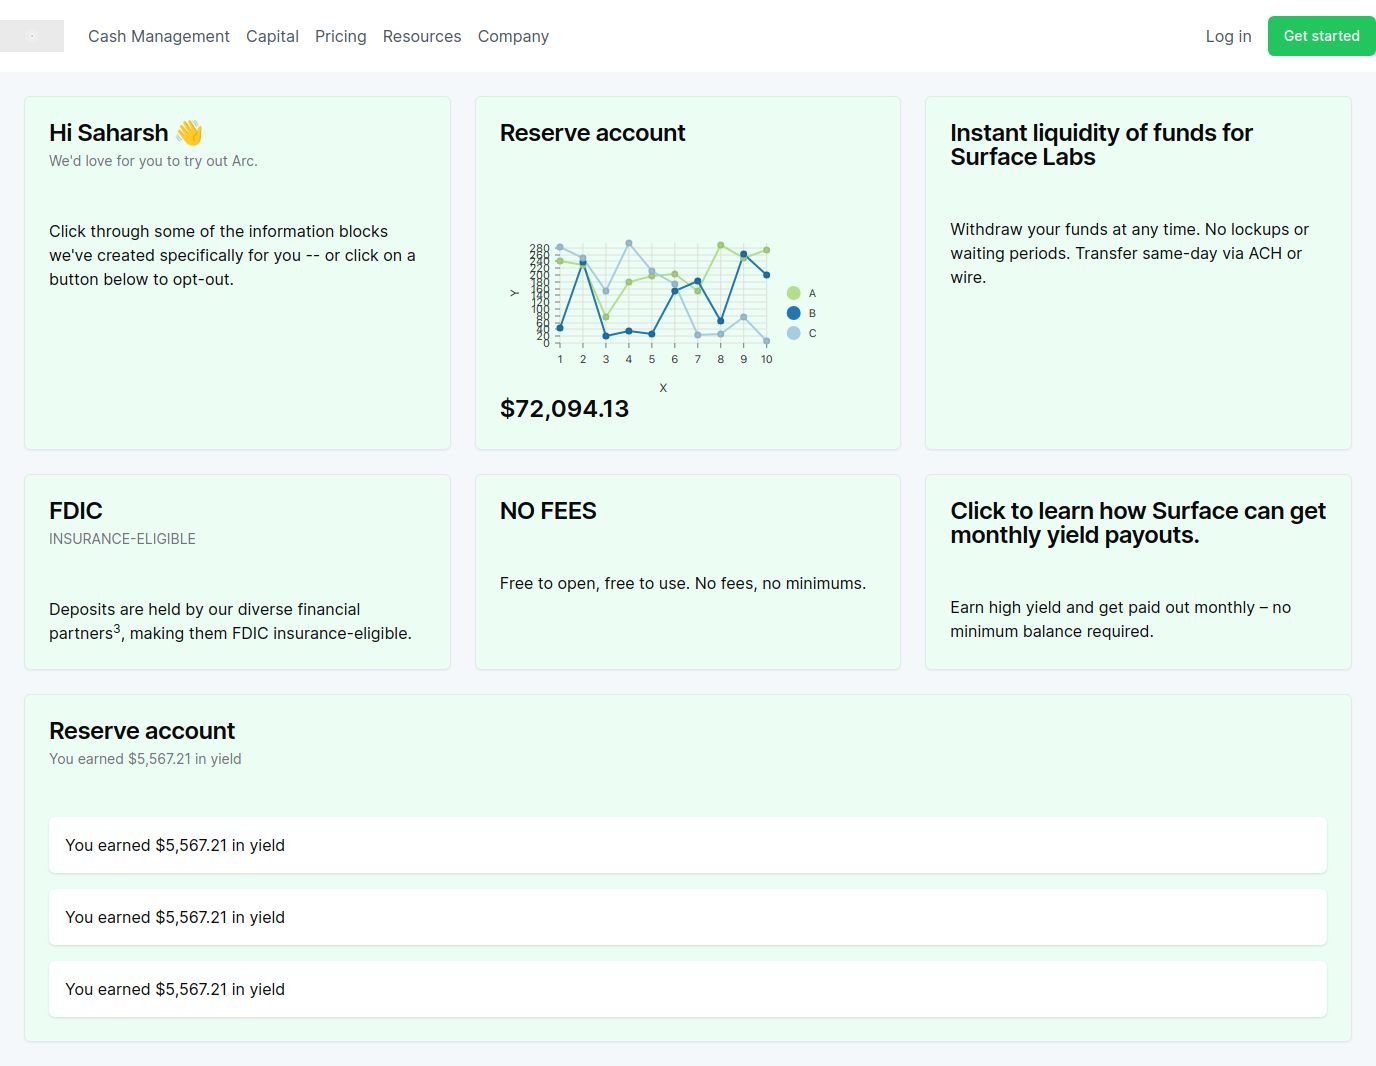 Cash Management Capital Pricing Resources Company Log in Get started
Hi Saharsh 👋
We'd love for you to try out Arc.
Click through some of the information blocks
we've created specifically for you -- or click on a
button below to opt-out.
Reserve account
280
260
240
220
200
180
160
140
120
100
80
60
40
20
0
Y
1 2 3 4 5 6 7 8 9 10
X
A
B
C
$72,094.13
Instant liquidity of funds for
Surface Labs
Withdraw your funds at any time. No lockups or
waiting periods. Transfer same-day via ACH or
wire.
FDIC
INSURANCE-ELIGIBLE
Deposits are held by our diverse financial
partners³, making them FDIC insurance-eligible.
NO FEES
Free to open, free to use. No fees, no minimums.
Click to learn how Surface can get
monthly yield payouts.
Earn high yield and get paid out monthly – no
minimum balance required.
Reserve account
You earned $5,567.21 in yield
You earned $5,567.21 in yield
You earned $5,567.21 in yield
You earned $5,567.21 in yield